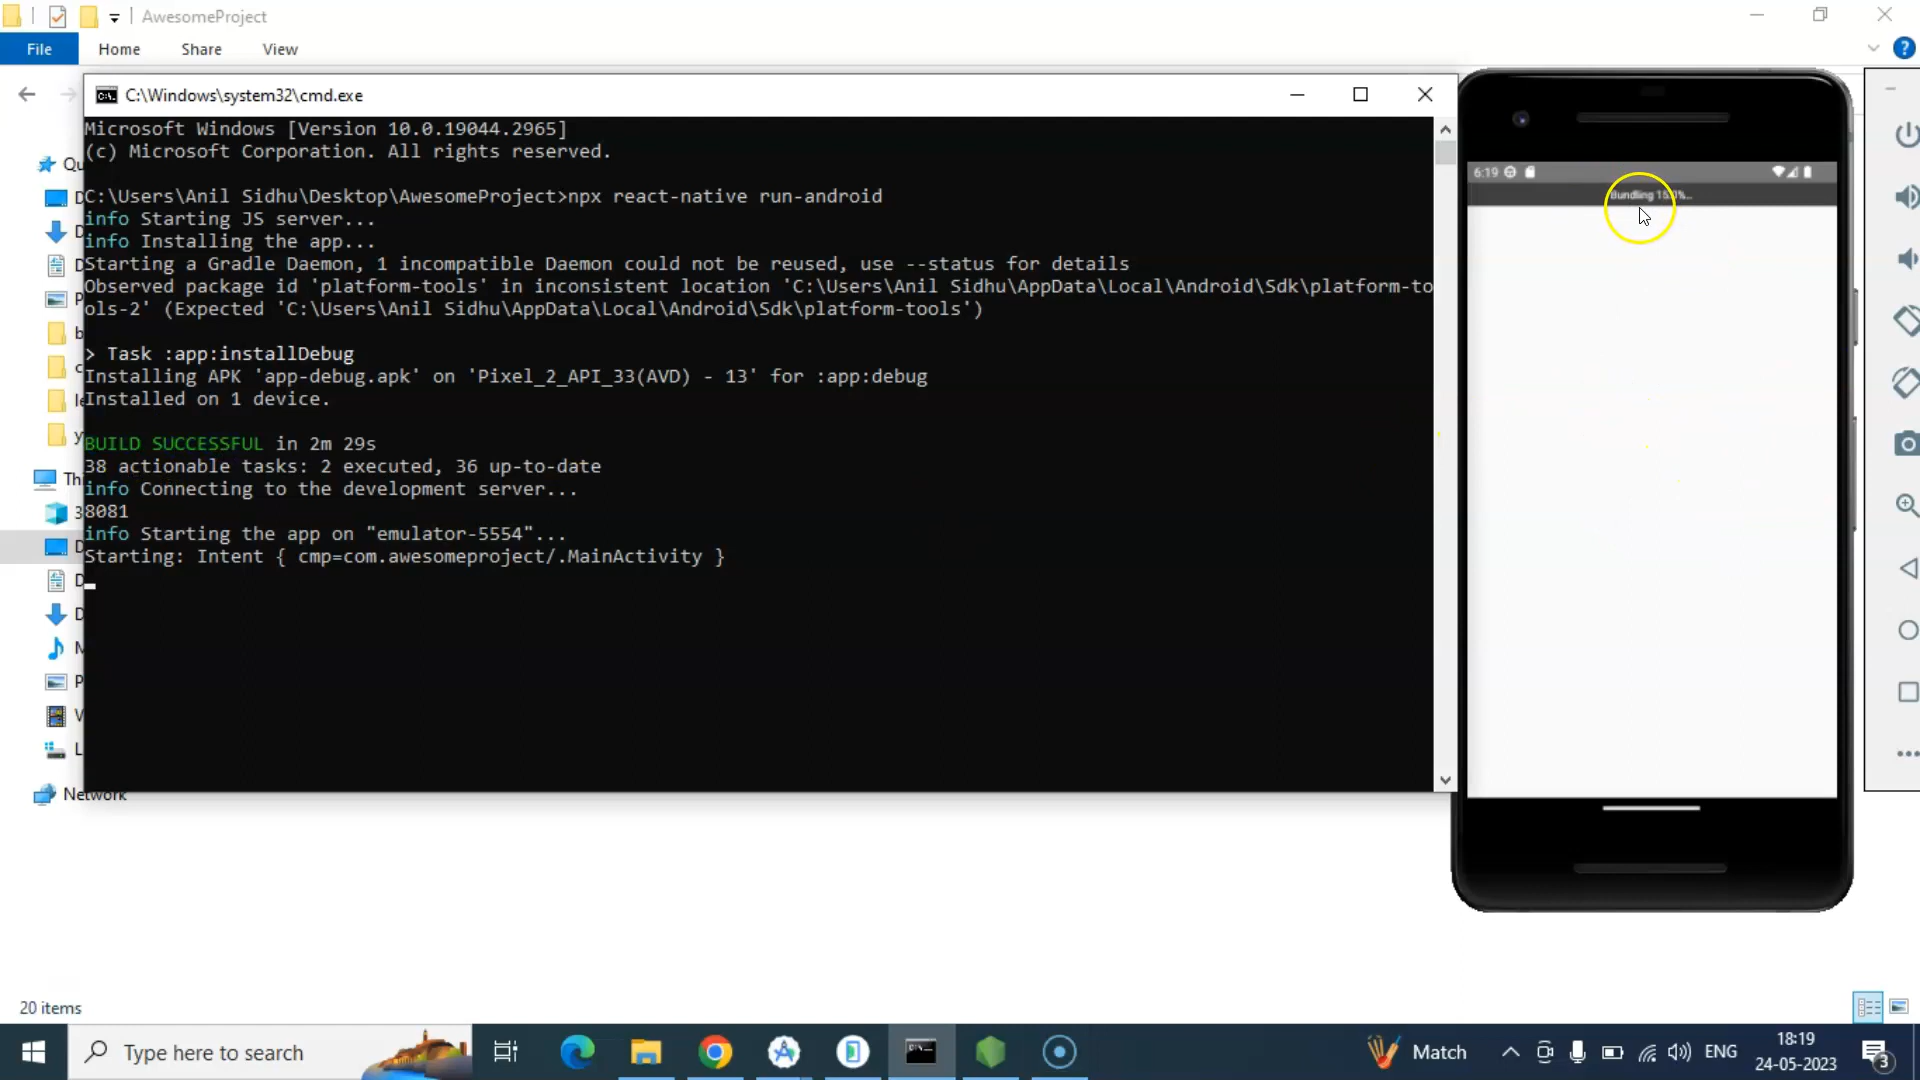 AwesomeProject
File
Home
Share
View
C:\Windows\system32\cmd.exe
Microsoft Windows [Version 10.0.19044.2965]
(c) Microsoft Corporation. All rights reserved.
C:\Users\Anil Sidhu\Desktop\AwesomeProject>npx react-native run-android
info Starting JS server...
info Installing the app...
Starting a Gradle Daemon, 1 incompatible Daemon could not be reused, use --status for details
Observed package id 'platform-tools' in inconsistent location 'C:\Users\Anil Sidhu\AppData\Local\Android\Sdk\platform-to
ols-2' (Expected 'C:\Users\Anil Sidhu\AppData\Local\Android\Sdk\platform-tools')
> Task :app:installDebug
Installing APK 'app-debug.apk' on 'Pixel_2_API_33(AVD) - 13' for :app:debug
Installed on 1 device.
BUILD SUCCESSFUL in 2m 29s
38 actionable tasks: 2 executed, 36 up-to-date
info Connecting to the development server...
8081
info Starting the app on "emulator-5554"...
Starting: Intent { cmp=com.awesomeproject/.MainActivity }
6:19
Bundling
Qu
Thi
Network
20 items
Type here to search
Match
ENG
18:19
24-05-2023
3